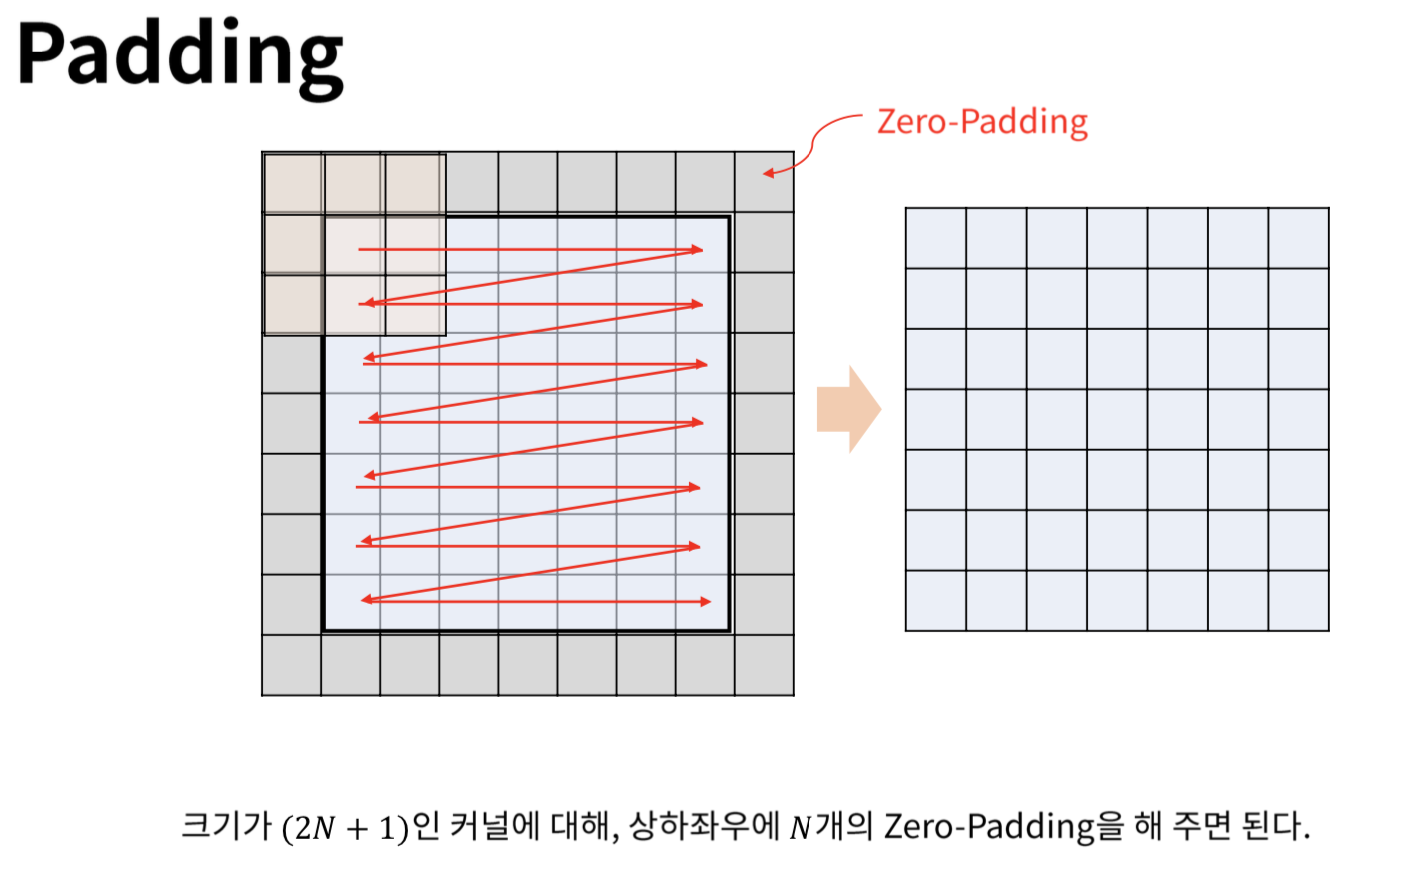 Padding
Zero-Padding
크기가 (2N + 1)인 커널에 대해, 상하좌우에 N개의 Zero-Padding을 해 주면 된다.